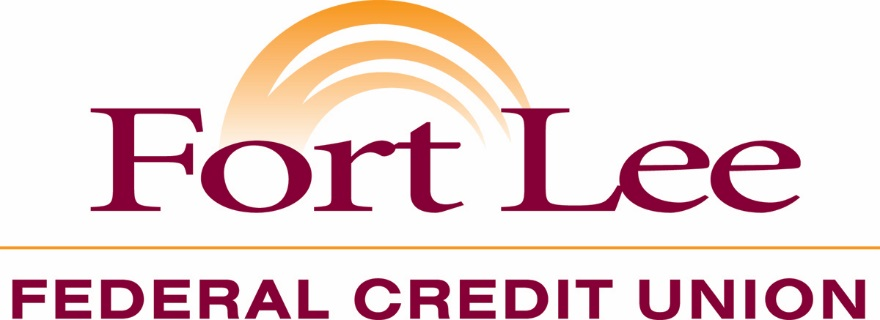 Fort Lee
FEDERAL CREDIT UNION